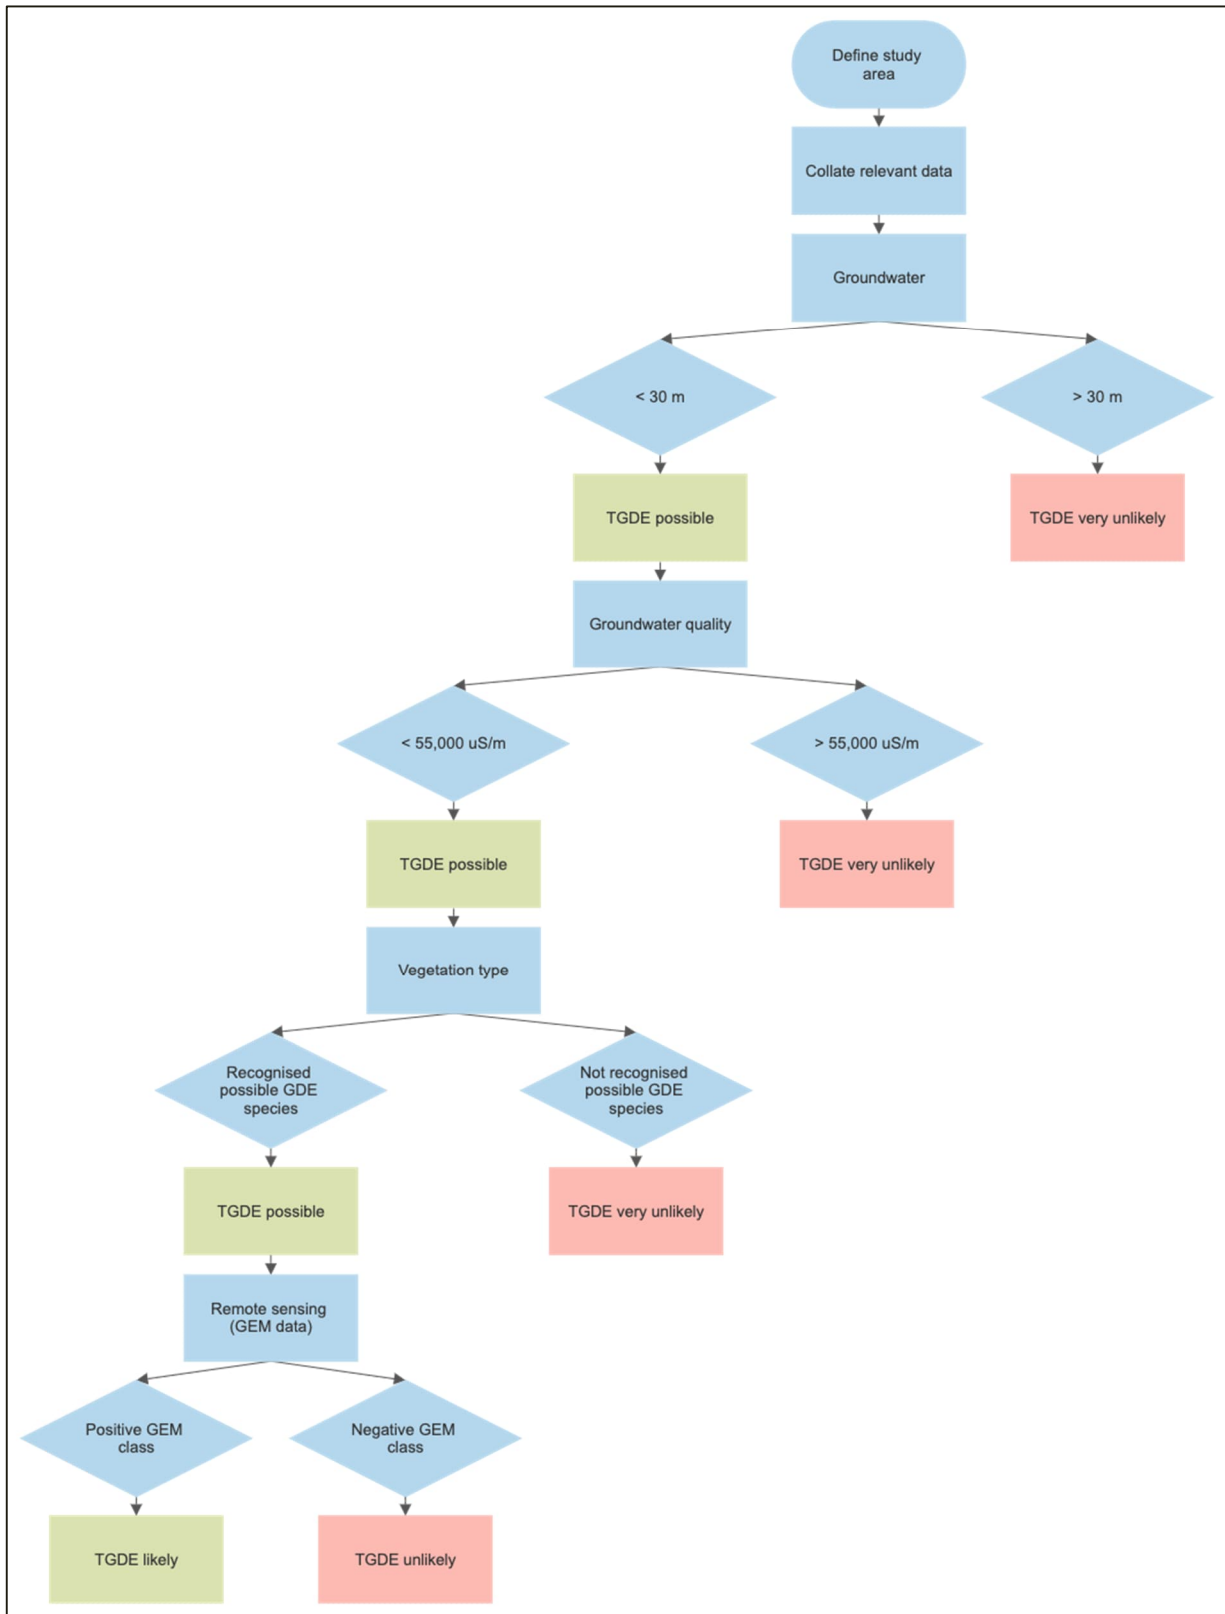 Define study
area
Collate relevant data
Groundwater
< 30 m
> 30 m
TGDE possible
TGDE very unlikely
Groundwater quality
< 55,000 uS/m
> 55,000 uS/m
TGDE possible
TGDE very unlikely
Vegetation type
Recognised
possible GDE
species
Not recognised
possible GDE
species
TGDE possible
TGDE very unlikely
Remote sensing
(GEM data)
Positive GEM
class
Negative GEM
class
TGDE likely
TGDE unlikely